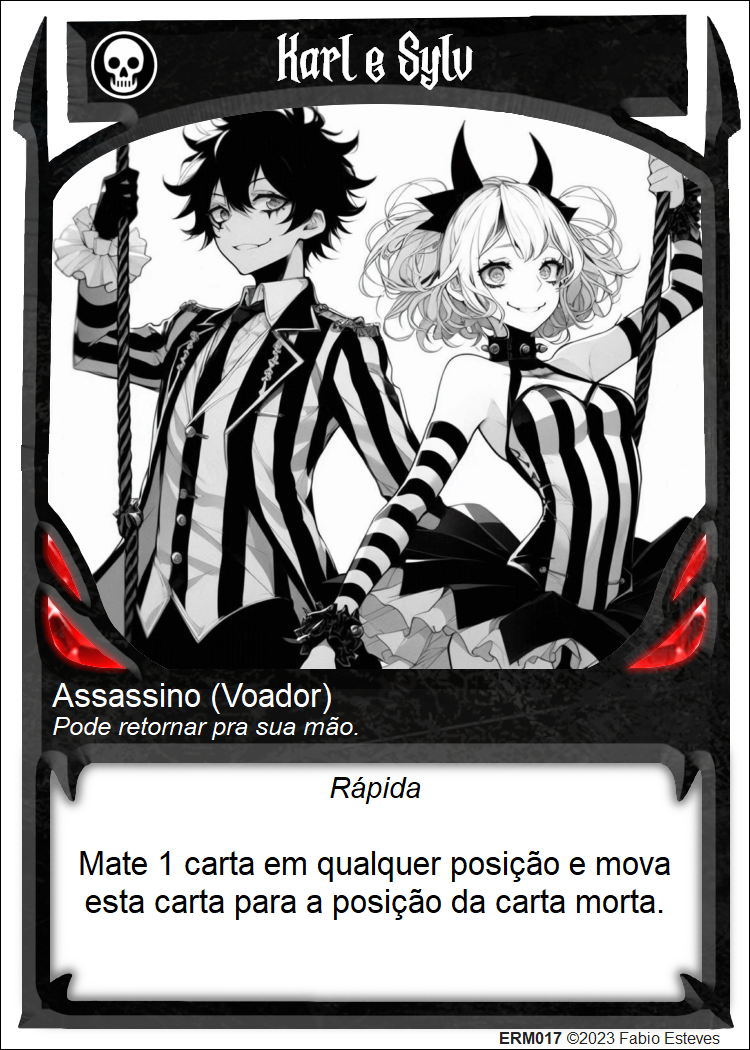 Karl e Sylv
Assassino (Voador)
Pode retornar pra sua mão.
Rápida
Mate 1 carta em qualquer posição e mova
esta carta para a posição da carta morta.
ERM017 ©2023 Fabio Esteves